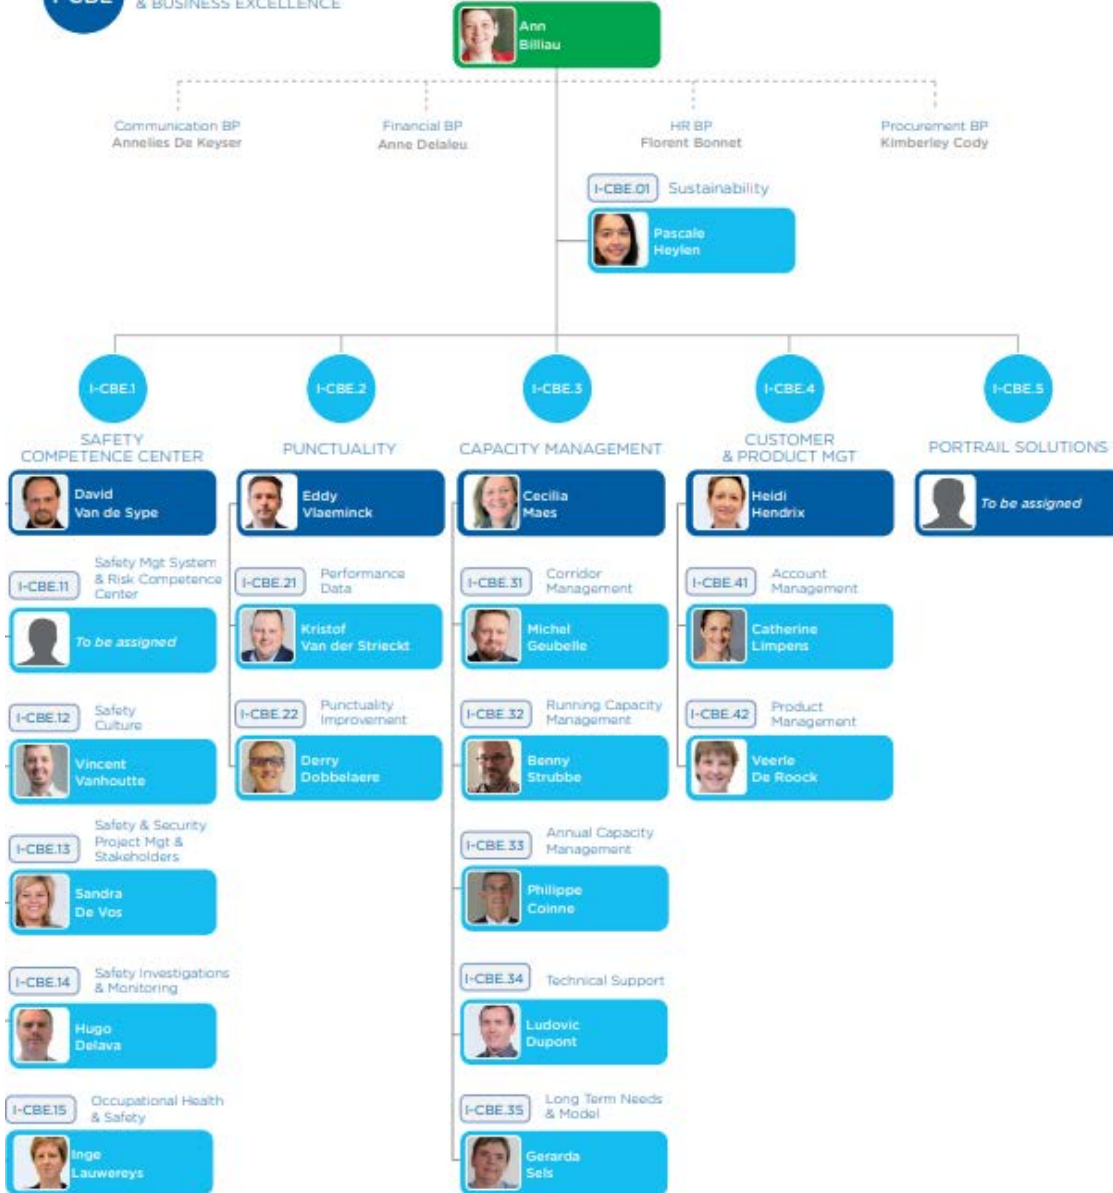 I-CBE
& BUSINESS EXCELLENCE
Ann
Billiau
Communication BP
Annelies De Keyser
Financial BP
Anne Delaleu
HR BP
Florent Bonnet
Procurement BP
Kimberley Cody
I-CBE.01 Sustainability
Pascale
Heylen
I-CBE.1
SAFETY
COMPETENCE CENTER
David
Van de Sype
I-CBE.11
Safety Mgt System
& Risk Competence
Center
To be assigned
I-CBE.12
Safety
Culture
Vincent
Vanhoutte
I-CBE.13
Safety & Security
Project Mgt &
Stakeholders
Sandra
De Vos
I-CBE.14
Safety Investigations
& Monitoring
Hugo
Delava
I-CBE.15
Occupational Health
& Safety
Inge
Lauwereys
I-CBE.2
PUNCTUALITY
Eddy
Vlaeminck
I-CBE.21
Performance
Data
Kristof
Van der Strieckt
I-CBE.22
Punctuality
Improvement
Derry
Dobbelaere
I-CBE.3
CAPACITY MANAGEMENT
Cecilia
Maes
I-CBE.31
Corridor
Management
Michel
Geubelle
I-CBE.32
Running Capacity
Management
Benny
Strubbe
I-CBE.33
Annual Capacity
Management
Philippe
Coinne
I-CBE.34
Technical Support
Ludovic
Dupont
I-CBE.35
Long Term Needs
& Model
Gerarda
Sels
I-CBE.4
CUSTOMER
& PRODUCT MGT
Heidi
Hendrix
I-CBE.41
Account
Management
Catherine
Limpens
I-CBE.42
Product
Management
Veerle
De Roock
I-CBE.5
PORTRAIL SOLUTIONS
To be assigned